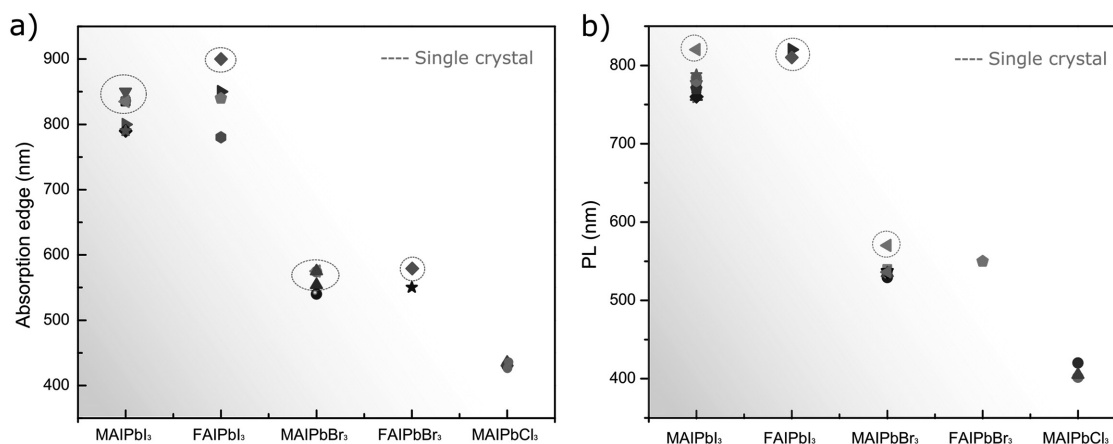 a)
Absorption edge (nm)
900
800
700
600
500
400
Single crystal
MAIPbI₃
FAIPbI₃
MAIPbBr₃
FAIPbBr₃
MAIPbCl₃
b)
PL (nm)
800
700
600
500
400
Single crystal
MAIPbI₃
FAIPbI₃
MAIPbBr₃
FAIPbBr₃
MAIPbCl₃